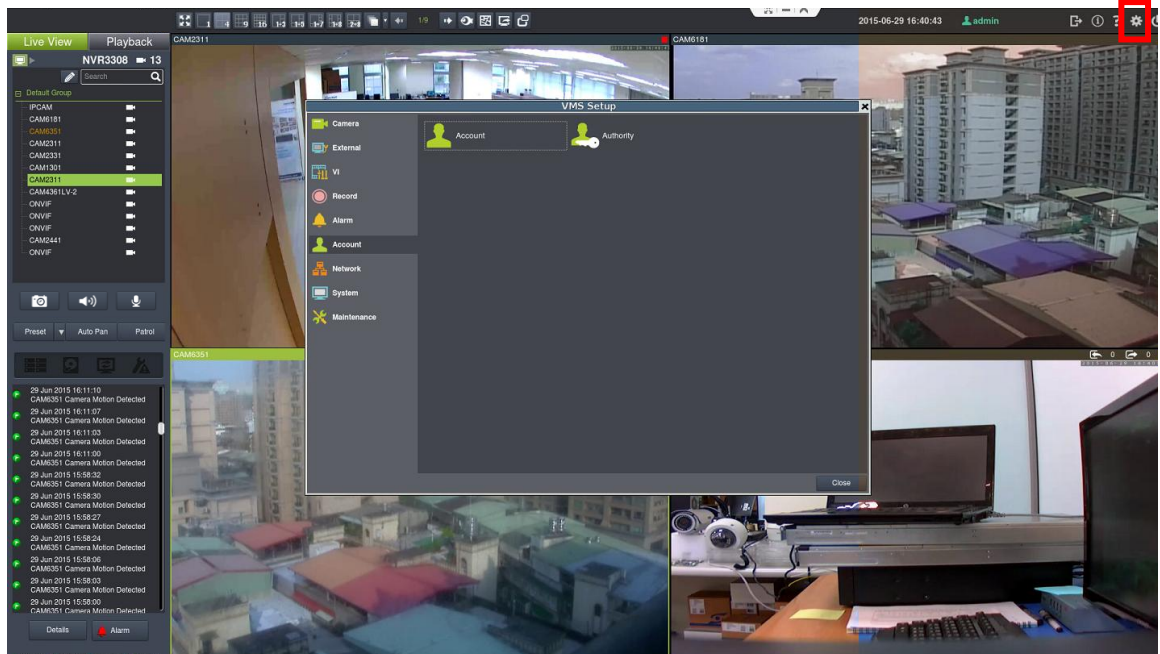 1/9
2015-06-29 16:40:43
admin
Live View
Playback
NVR3308
13
Search
Default Group
IPCAM
CAM6181
CAM6351
CAM2311
CAM2331
CAM1301
CAM2311
CAM4361LV-2
ONVIF
ONVIF
ONVIF
CAM2441
ONVIF
Preset
Auto Pan
Patrol
29 Jun 2015 16:11:10
CAM6351 Camera Motion Detected
29 Jun 2015 16:11:07
CAM6351 Camera Motion Detected
29 Jun 2015 16:11:03
CAM6351 Camera Motion Detected
29 Jun 2015 16:11:00
CAM6351 Camera Motion Detected
29 Jun 2015 15:58:32
CAM6351 Camera Motion Detected
29 Jun 2015 15:58:30
CAM6351 Camera Motion Detected
29 Jun 2015 15:58:27
CAM6351 Camera Motion Detected
29 Jun 2015 15:58:24
CAM6351 Camera Motion Detected
29 Jun 2015 15:58:06
CAM6351 Camera Motion Detected
29 Jun 2015 15:58:03
CAM6351 Camera Motion Detected
29 Jun 2015 15:58:00
CAM6351 Camera Motion Detected
Details
Alarm
CAM2311
CAM6181
CAM6351
0
0
VMS Setup
Camera
External
VI
Record
Alarm
Account
Network
System
Maintenance
Account
Authority
Close